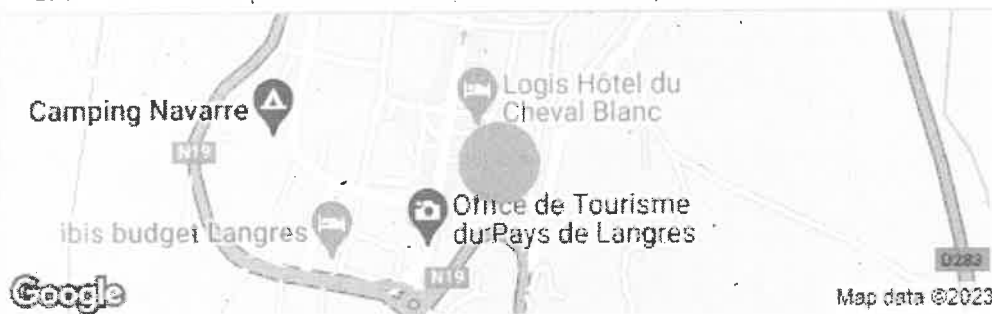 Logis Hôtel du
Cheval Blanc
Camping Navarre
N19
Office de Tourisme
du Pays de Langres
ibis budget Langres
N19
D283
Google
Map data ©2023